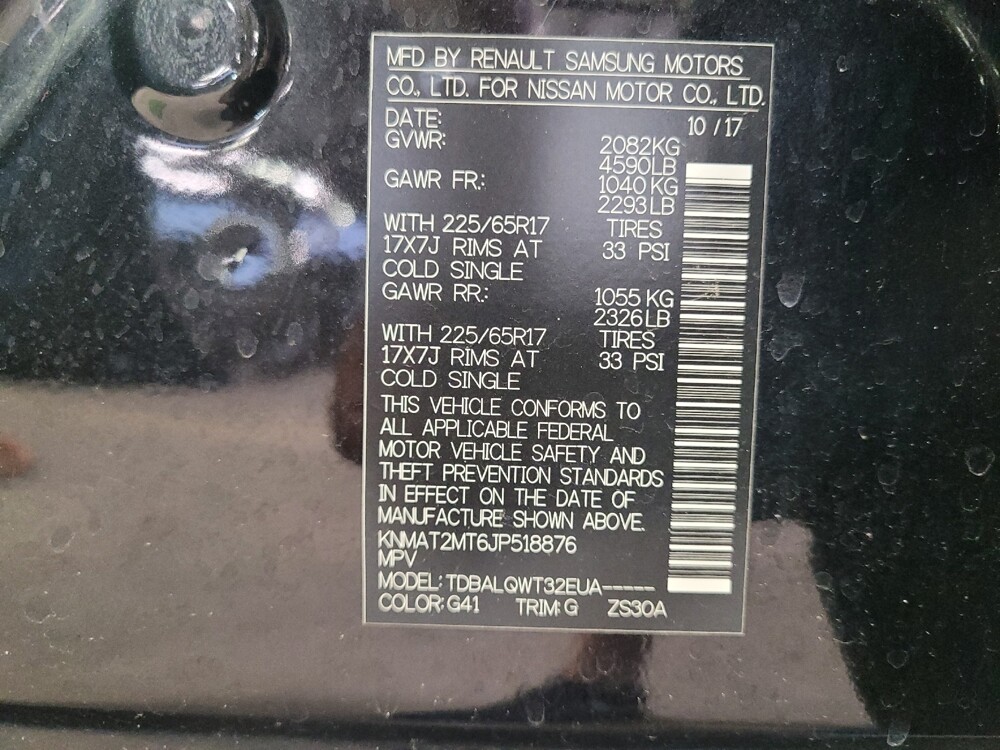 MFD BY RENAULT SAMSUNG MOTORS
CO., LTD. FOR NISSAN MOTOR CO., LTD.
DATE: 10 / 17
GVWR: 2082KG
4590LB
GAWR FR.: 1040 KG
2293 LB
WITH 225/65R17 TIRES
17X7J RIMS AT 33 PSI
COLD SINGLE
GAWR RR.: 1055 KG
2326 LB
WITH 225/65R17 TIRES
17X7J RIMS AT 33 PSI
COLD SINGLE
THIS VEHICLE CONFORMS TO
ALL APPLICABLE FEDERAL
MOTOR VEHICLE SAFETY AND
THEFT PREVENTION STANDARDS
IN EFFECT ON THE DATE OF
MANUFACTURE SHOWN ABOVE.
KNMAT2MT6JP518876
MPV
MODEL: TDBALQWT32EUA-----
COLOR: G41 TRIM: G ZS30A